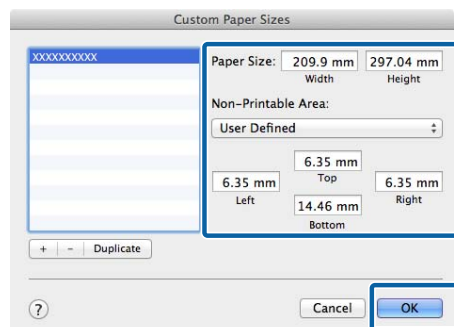 Custom Paper Sizes
XXXXXXXXXX
Paper Size: 209.9 mm 297.04 mm
Width Height
Non-Printable Area:
User Defined
6.35 mm
Top
6.35 mm 6.35 mm
Left Right
14.46 mm
Bottom
+ - Duplicate
? Cancel OK